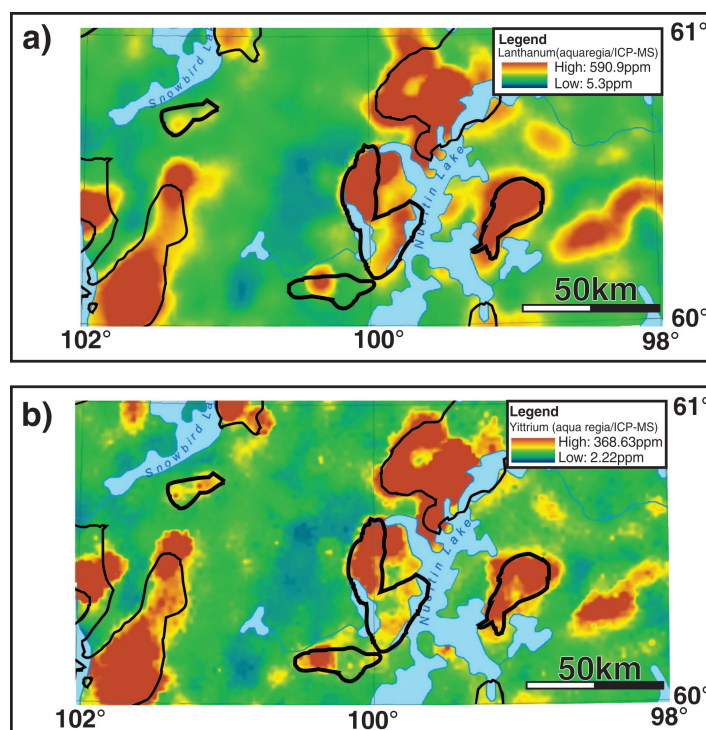 a)
Snowbird La
Nueltin Lake
Legend
Lanthanum(aquaregia/ICP-MS)
High: 590.9ppm
Low: 5.3ppm
61°
50km
60°
102°
100°
98°
b)
Snowbird La
Nueltin Lake
Legend
Yittrium (aqua regia/ICP-MS)
High: 368.63ppm
Low: 2.22ppm
61°
50km
60°
102°
100°
98°